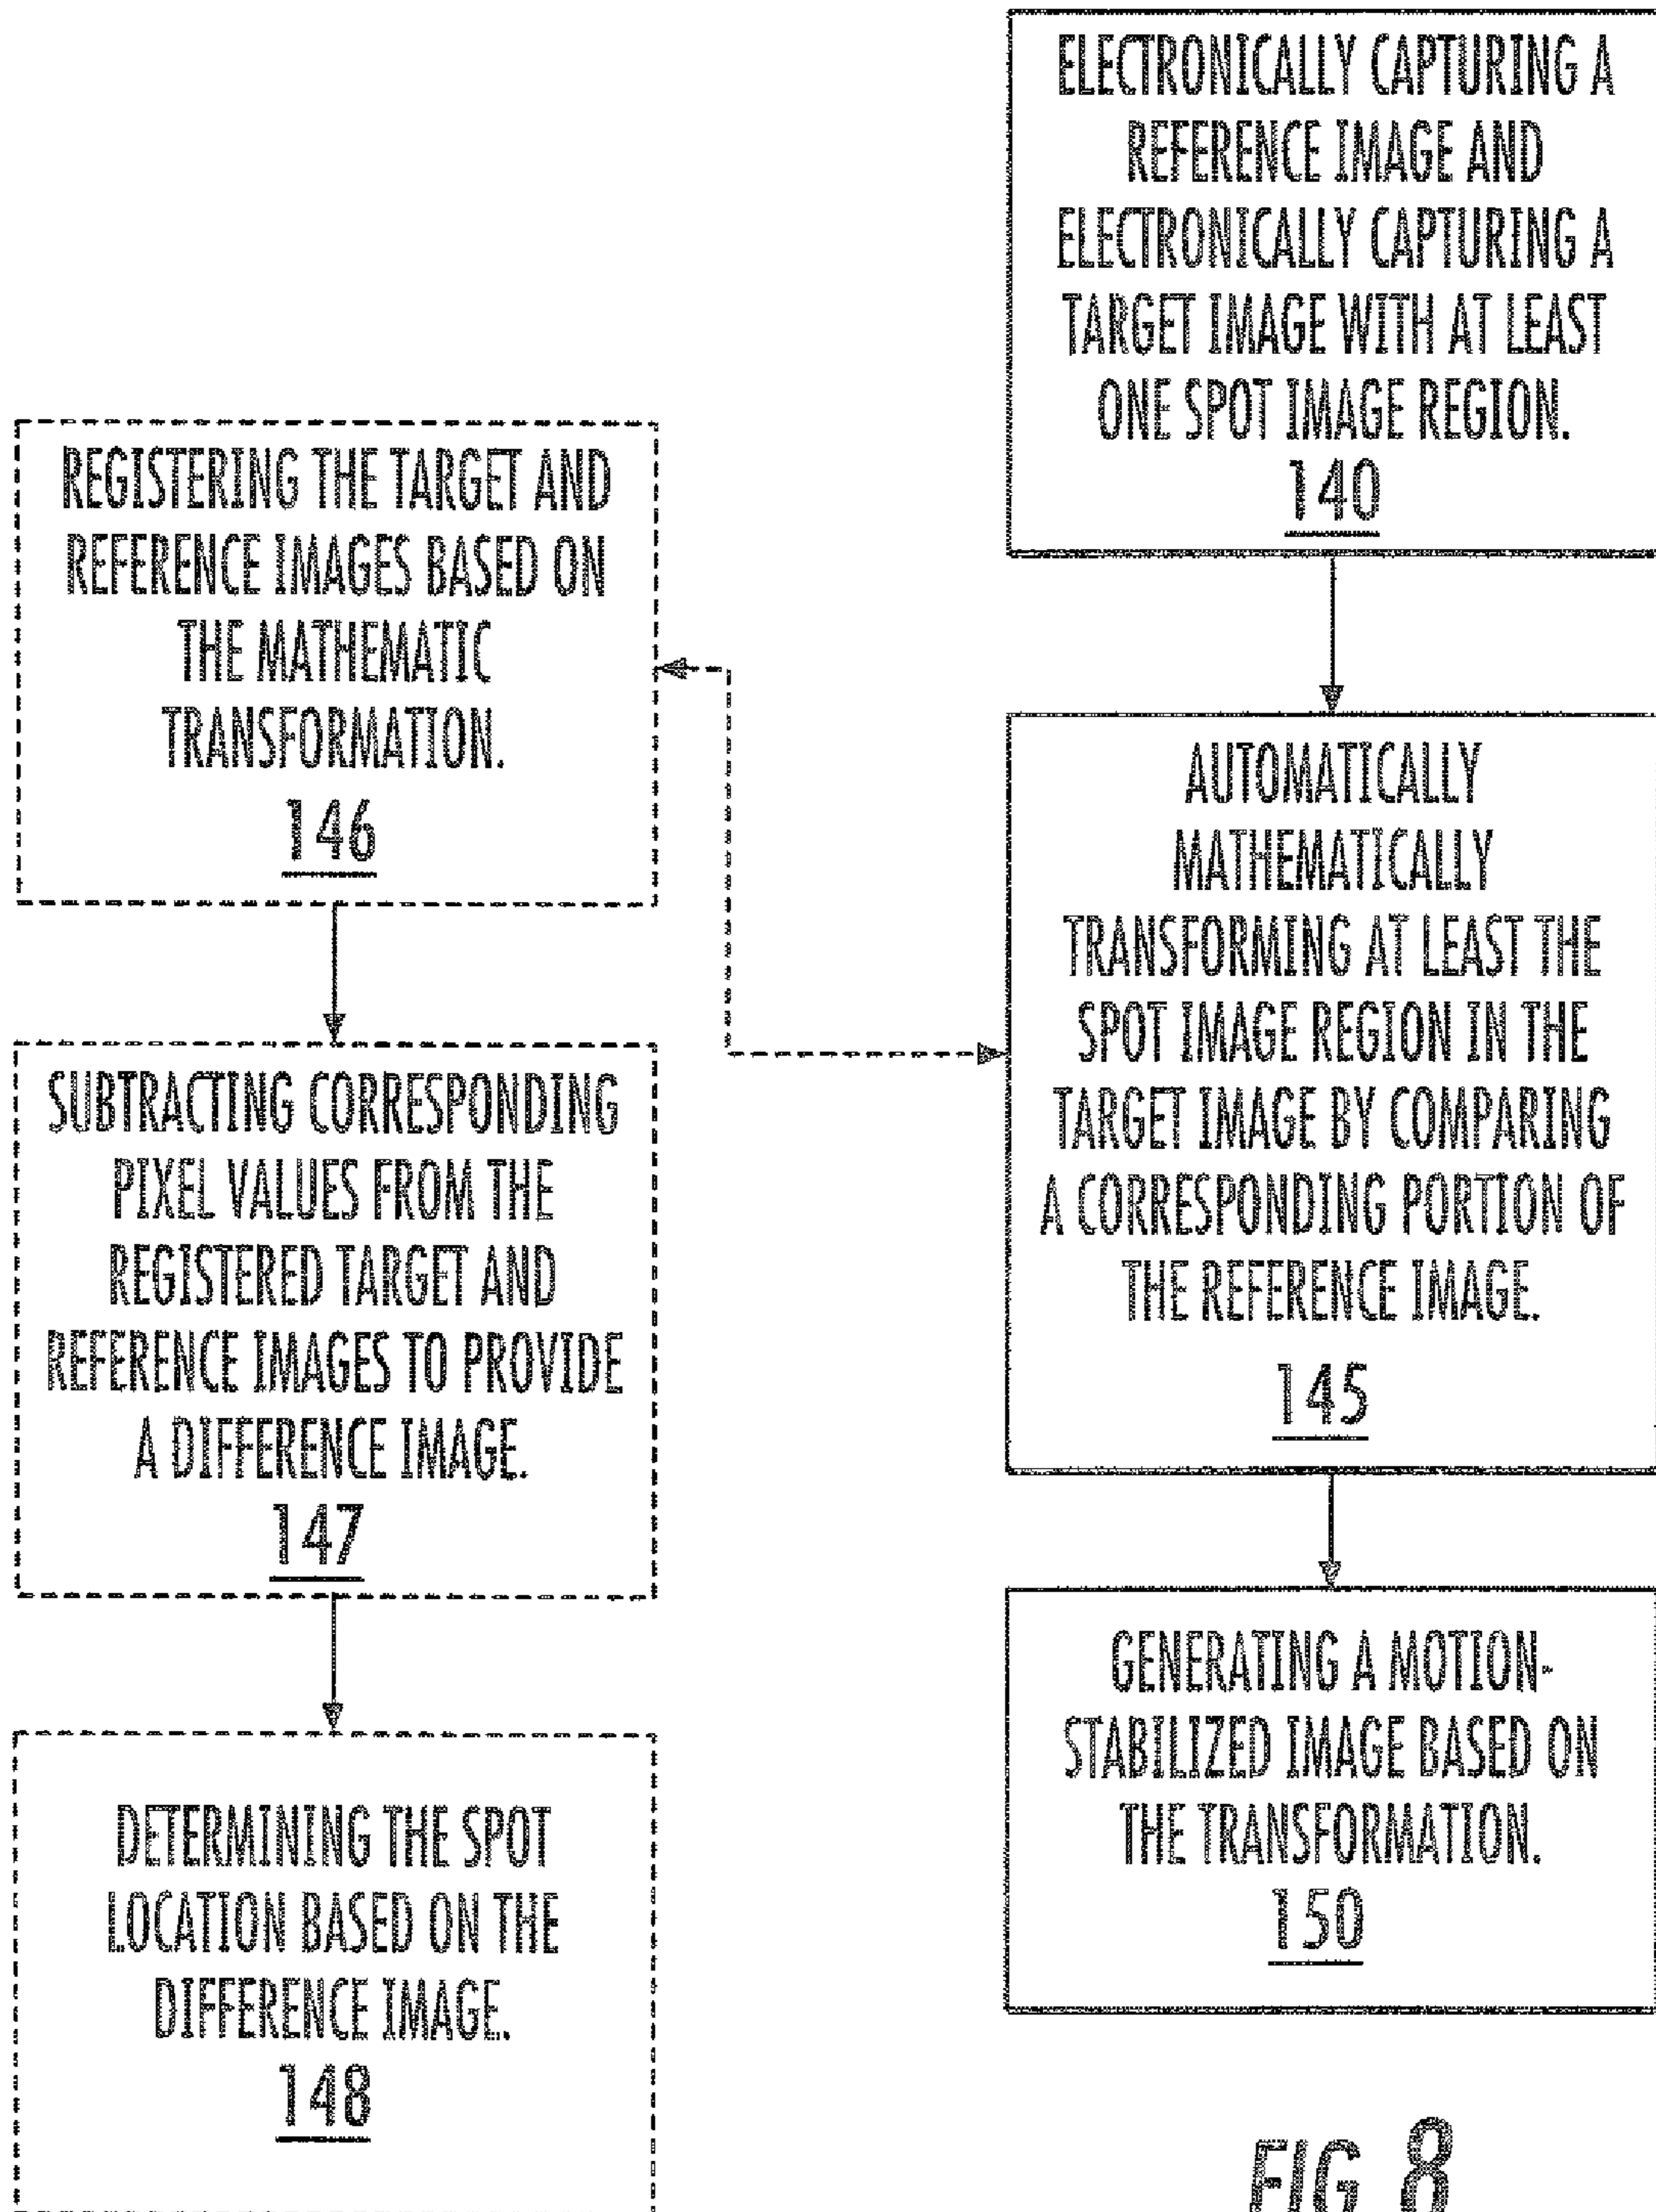 ELECTRONICALLY CAPTURING A
REFERENCE IMAGE AND
ELECTRONICALLY CAPTURING A
TARGET IMAGE WITH AT LEAST
ONE SPOT IMAGE REGION.
140
AUTOMATICALLY
MATHEMATICALLY
TRANSFORMING AT LEAST THE
SPOT IMAGE REGION IN THE
TARGET IMAGE BY COMPARING
A CORRESPONDING PORTION OF
THE REFERENCE IMAGE.
145
GENERATING A MOTION-
STABILIZED IMAGE BASED ON
THE TRANSFORMATION.
150
REGISTERING THE TARGET AND
REFERENCE IMAGES BASED ON
THE MATHEMATIC
TRANSFORMATION.
146
SUBTRACTING CORRESPONDING
PIXEL VALUES FROM THE
REGISTERED TARGET AND
REFERENCE IMAGES TO PROVIDE
A DIFFERENCE IMAGE.
147
DETERMINING THE SPOT
LOCATION BASED ON THE
DIFFERENCE IMAGE.
148
FIG 8